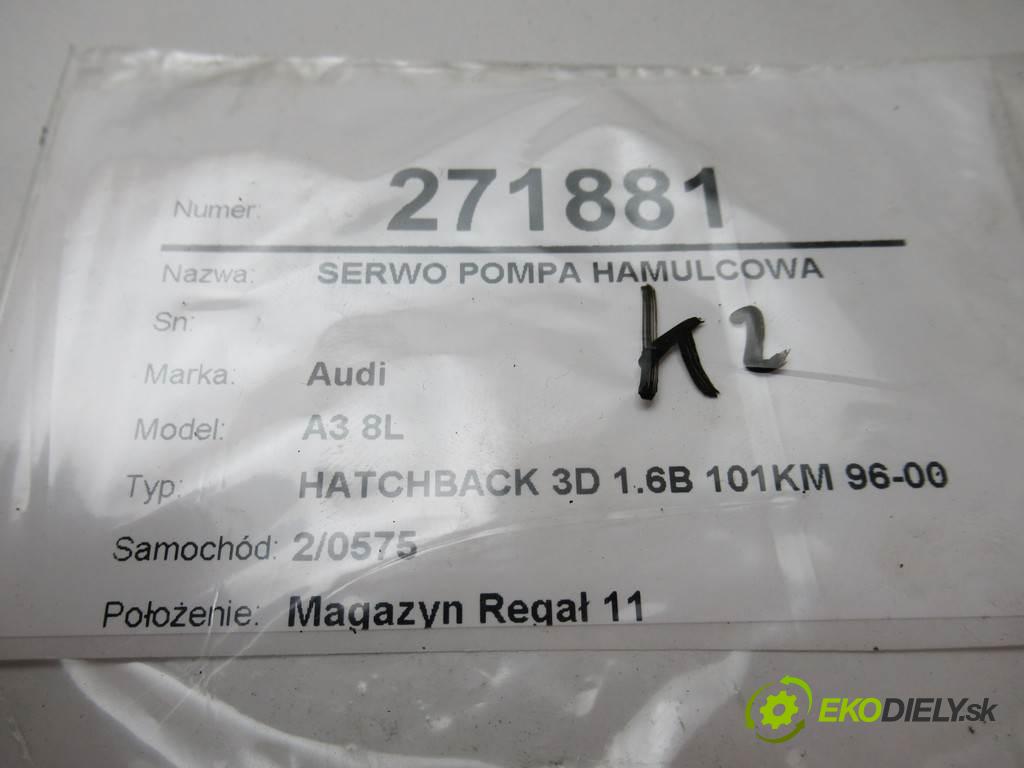 Numer: 271881
Nazwa: SERWO POMPA HAMULCOWA
K2
Sn:
Marka: Audi
Model: A3 8L
Typ: HATCHBACK 3D 1.6B 101KM 96-00
Samochód: 2/0575
Położenie: Magazyn Regał 11
EKODIELY.sk